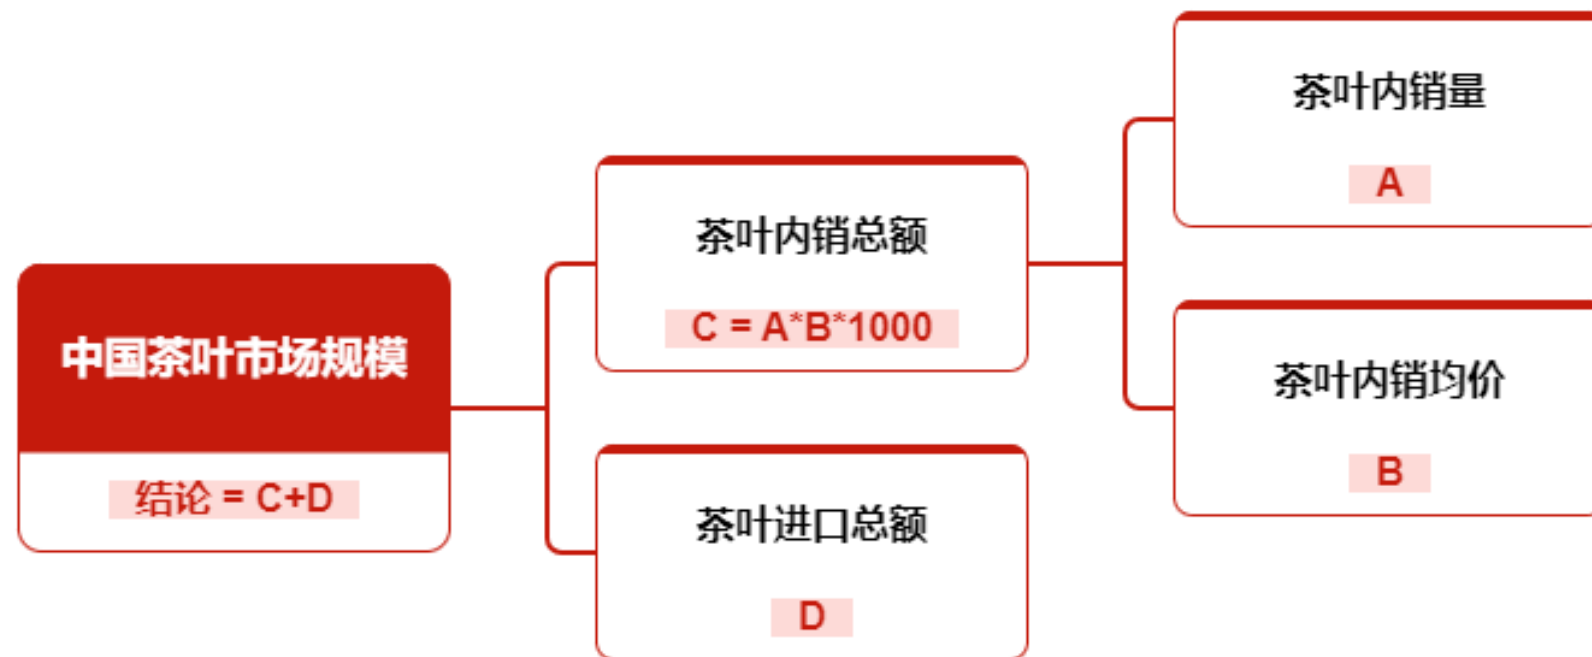 中国茶叶市场规模
结论 = C+D
茶叶内销总额
C = A*B*1000
茶叶进口总额
D
茶叶内销量
A
茶叶内销均价
B